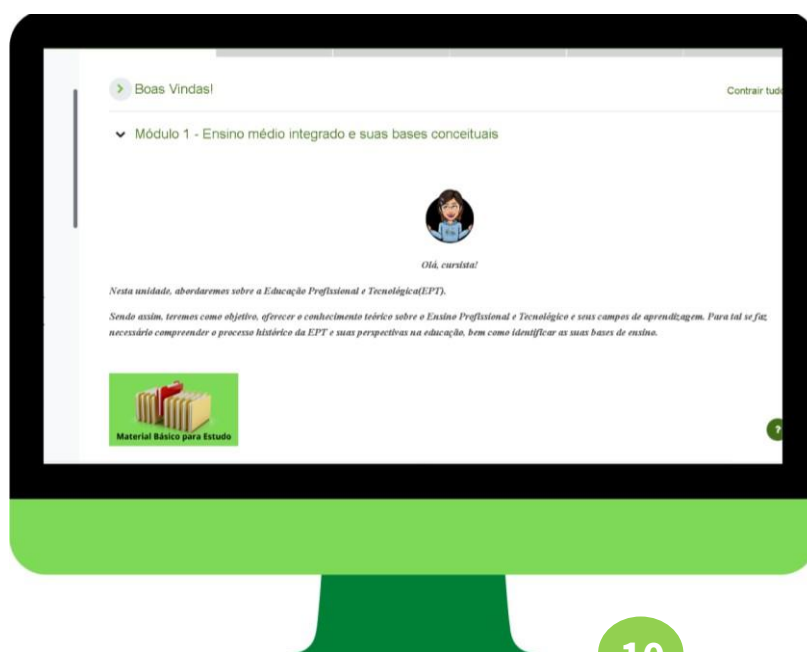 Boas Vindas!
Contrair tudo
Módulo 1 - Ensino médio integrado e suas bases conceituais
Olá, cursista!
Nesta unidade, abordaremos sobre a Educação Profissional e Tecnológica(EPT).
Sendo assim, teremos como objetivo, oferecer o conhecimento teórico sobre o Ensino Profissional e Tecnológico e seus campos de aprendizagem. Para tal se faz
necessário compreender o processo histórico da EPT e suas perspectivas na educação, bem como identificar as suas bases de ensino.
Material Básico para Estudo
?